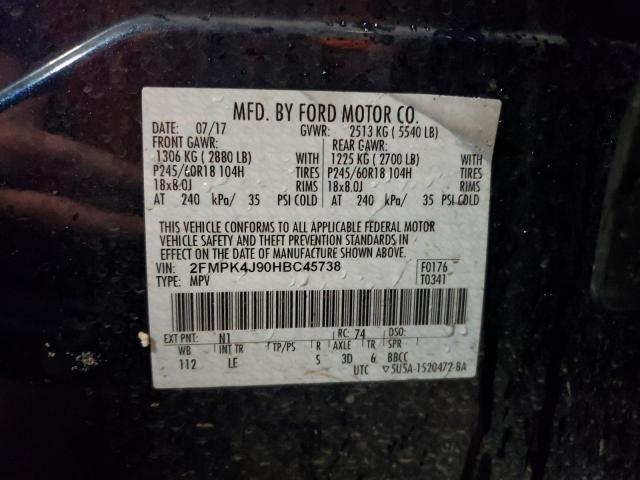 MFD. BY FORD MOTOR CO.
DATE: 07/17 GVWR: 2513 KG ( 5540 LB)
FRONT GAWR: REAR GAWR:
1306 KG ( 2880 LB) WITH 1225 KG ( 2700 LB) WITH
P245/60R18 104H TIRES P245/60R18 104H TIRES
18x8.0J RIMS 18x8.0J RIMS
AT 240 kPa/ 35 PSI COLD AT 240 kPa/ 35 PSI COLD
THIS VEHICLE CONFORMS TO ALL APPLICABLE FEDERAL MOTOR
VEHICLE SAFETY AND THEFT PREVENTION STANDARDS IN
EFFECT ON THE DATE OF MANUFACTURE SHOWN ABOVE.
VIN: 2FMPK4J90HBC45738 F0176
TYPE: MPV T0341
EXT PNT: N1 RC: 74 DSO:
WB INT TR TP/PS R AXLE TR SPR
112 LE S 3D 6 BBCC
UTC ▽5U5A-1520472-BA